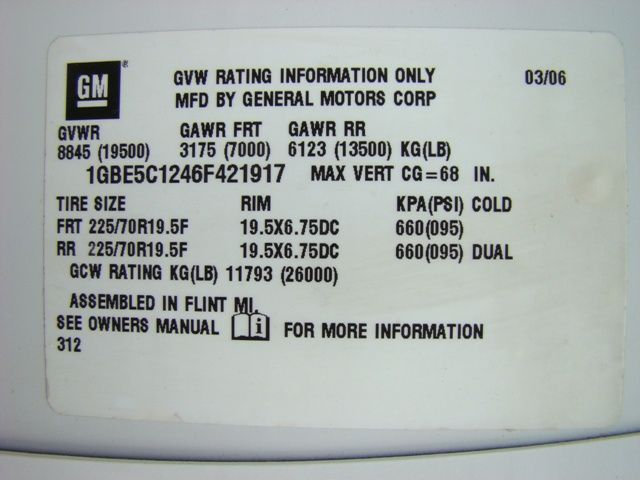 GM ® GVW RATING INFORMATION ONLY 03/06
MFD BY GENERAL MOTORS CORP
GVWR GAWR FRT GAWR RR
8845 (19500) 3175 (7000) 6123 (13500) KG(LB)
1GBE5C1246F421917 MAX VERT CG=68 IN.
TIRE SIZE RIM KPA(PSI) COLD
FRT 225/70R19.5F 19.5X6.75DC 660(095)
RR 225/70R19.5F 19.5X6.75DC 660(095) DUAL
GCW RATING KG(LB) 11793 (26000)
ASSEMBLED IN FLINT MI.
SEE OWNERS MANUAL i FOR MORE INFORMATION
312